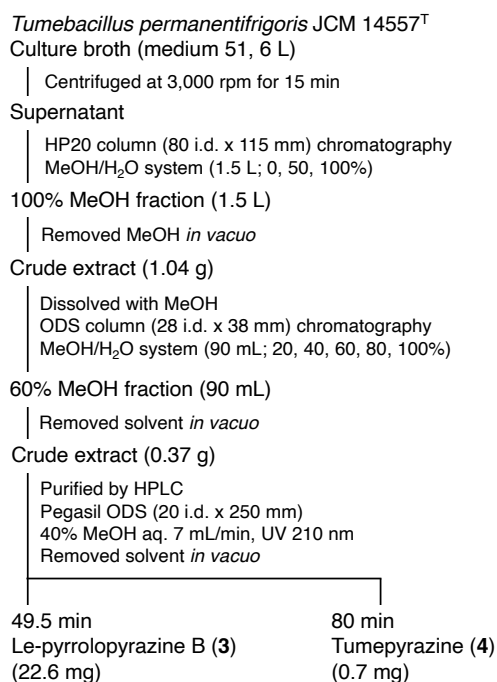 Tumebacillus permanentifrigoris JCM 14557ᵀ
Culture broth (medium 51, 6 L)
Centrifuged at 3,000 rpm for 15 min
Supernatant
HP20 column (80 i.d. x 115 mm) chromatography
MeOH/H₂O system (1.5 L; 0, 50, 100%)
100% MeOH fraction (1.5 L)
Removed MeOH in vacuo
Crude extract (1.04 g)
Dissolved with MeOH
ODS column (28 i.d. x 38 mm) chromatography
MeOH/H₂O system (90 mL; 20, 40, 60, 80, 100%)
60% MeOH fraction (90 mL)
Removed solvent in vacuo
Crude extract (0.37 g)
Purified by HPLC
Pegasil ODS (20 i.d. x 250 mm)
40% MeOH aq. 7 mL/min, UV 210 nm
Removed solvent in vacuo
49.5 min
Le-pyrrolopyrazine B (3)
(22.6 mg)
80 min
Tumepyrazine (4)
(0.7 mg)